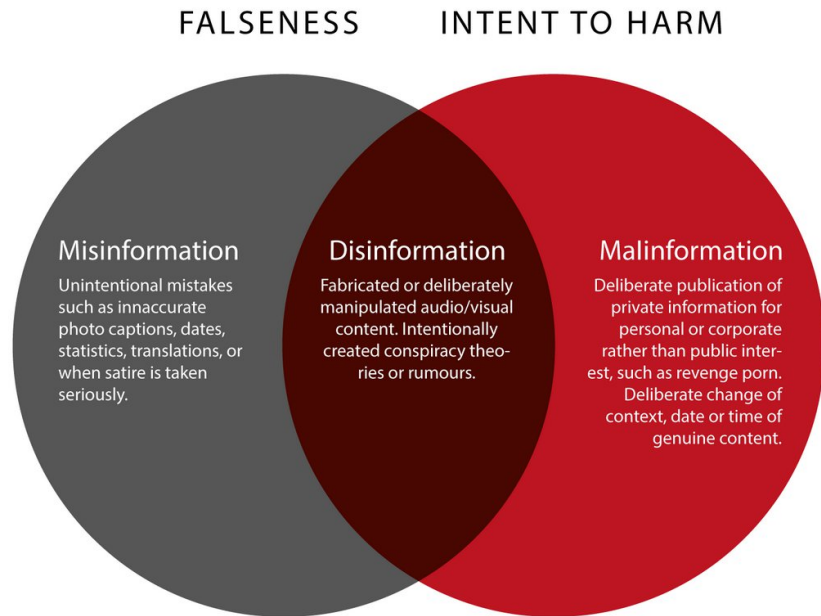 FALSENESS
INTENT TO HARM
Misinformation
Unintentional mistakes
such as innaccurate
photo captions, dates,
statistics, translations, or
when satire is taken
seriously.
Disinformation
Fabricated or deliberately
manipulated audio/visual
content. Intentionally
created conspiracy theo-
ries or rumours.
Malinformation
Deliberate publication of
private information for
personal or corporate
rather than public inter-
est, such as revenge porn.
Deliberate change of
context, date or time of
genuine content.